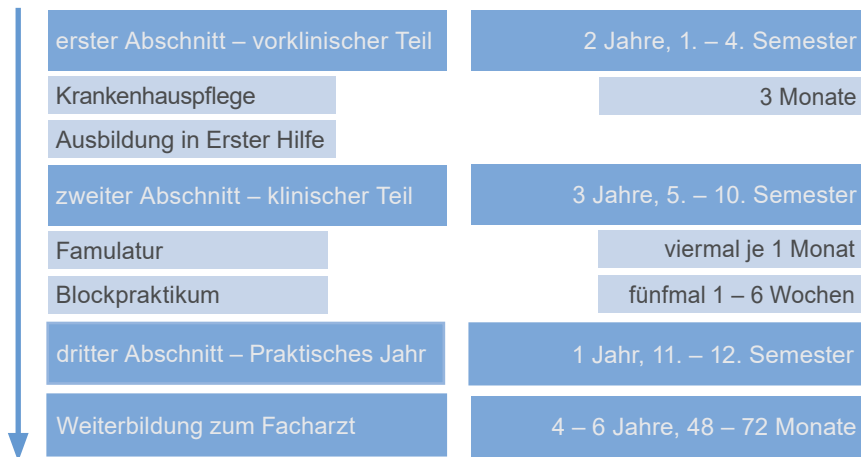 erster Abschnitt – vorklinischer Teil 2 Jahre, 1. – 4. Semester
Krankenhauspflege 3 Monate
Ausbildung in Erster Hilfe
zweiter Abschnitt – klinischer Teil 3 Jahre, 5. – 10. Semester
Famulatur viermal je 1 Monat
Blockpraktikum fünfmal 1 – 6 Wochen
dritter Abschnitt – Praktisches Jahr 1 Jahr, 11. – 12. Semester
Weiterbildung zum Facharzt 4 – 6 Jahre, 48 – 72 Monate